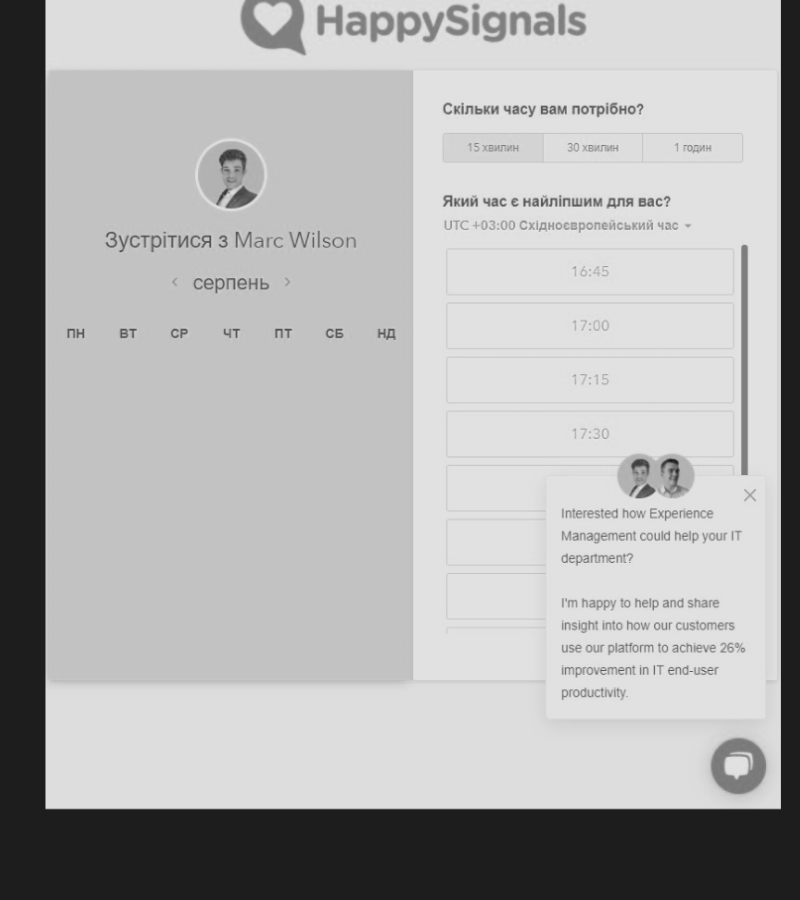 HappySignals
Зустрітися з Marc Wilson
серпень
ПН ВТ СР ЧТ ПТ СБ НД
Скільки часу вам потрібно?
15 хвилин 30 хвилин 1 годин
Який час є найліпшим для вас?
UTC +03:00 Східноєвропейський час
16:45
17:00
17:15
17:30
Interested how Experience
Management could help your IT
department?
I'm happy to help and share
insight into how our customers
use our platform to achieve 26%
improvement in IT end-user
productivity.